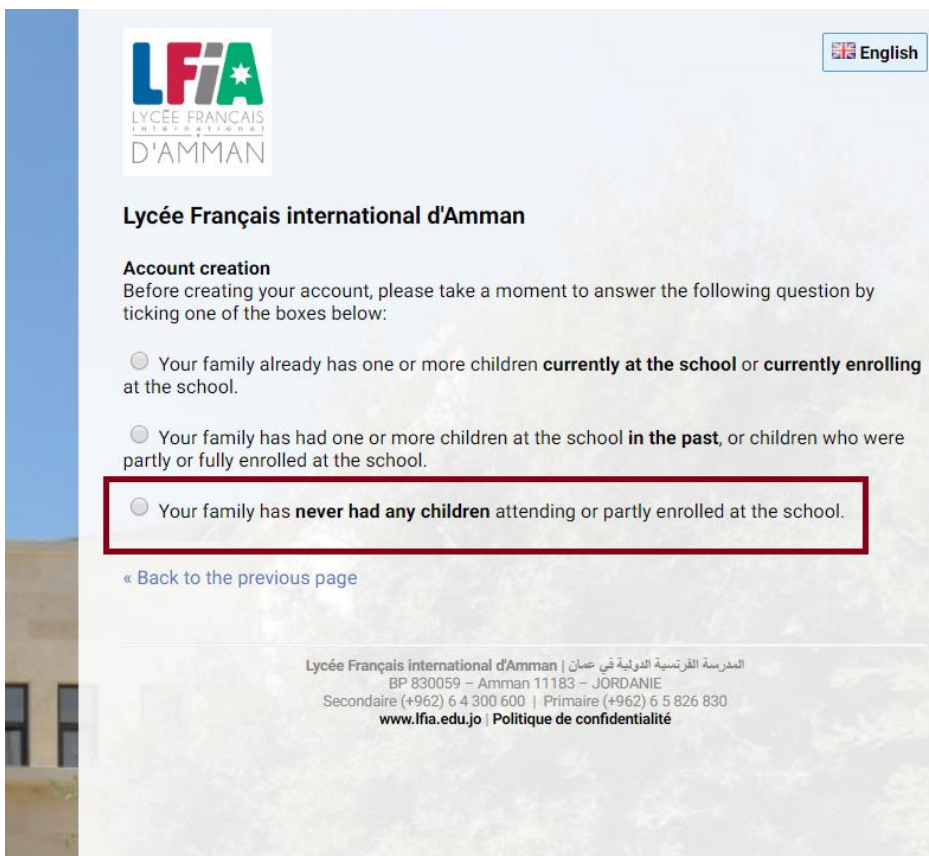 LFiA
LYCÉE FRANÇAIS
international
D'AMMAN
English
Lycée Français international d'Amman
Account creation
Before creating your account, please take a moment to answer the following question by
ticking one of the boxes below:
Your family already has one or more children currently at the school or currently enrolling
at the school.
Your family has had one or more children at the school in the past, or children who were
partly or fully enrolled at the school.
Your family has never had any children attending or partly enrolled at the school.
« Back to the previous page
Lycée Français international d'Amman | المدرسة الفرنسية الدولية في عمان
BP 830059 – Amman 11183 – JORDANIE
Secondaire (+962) 6 4 300 600 | Primaire (+962) 6 5 826 830
www.lfia.edu.jo | Politique de confidentialité